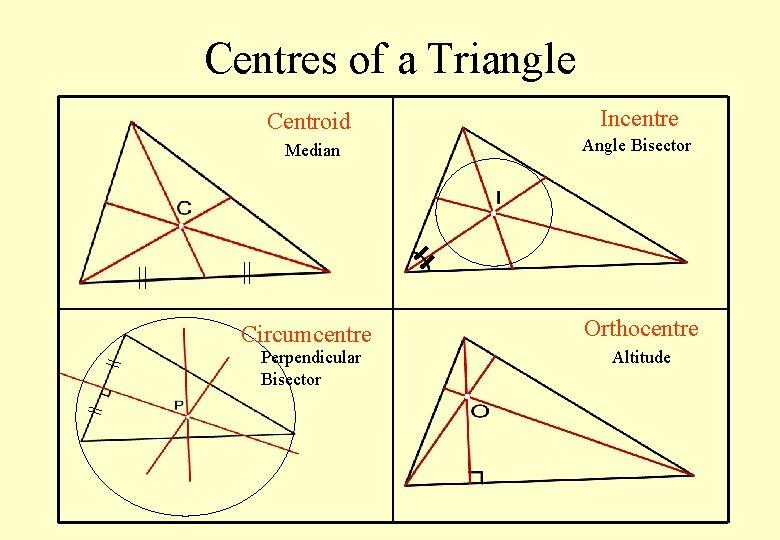 Centres of a Triangle
Centroid
Median
C
Incentre
Angle Bisector
I
Circumcentre
Perpendicular
Bisector
P
Orthocentre
Altitude
O